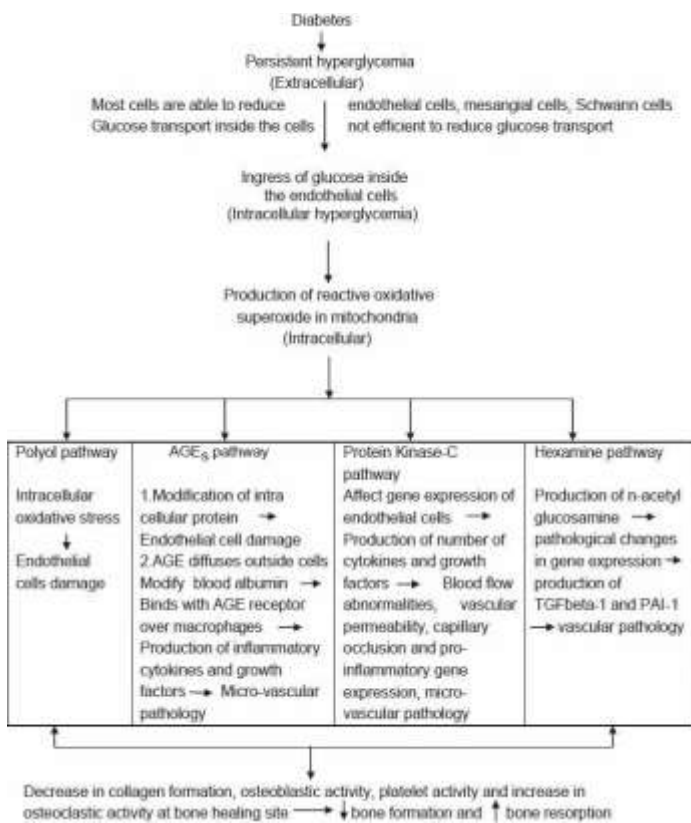 Diabetes
Persistent hyperglycemia
(Extracellular)
Most cells are able to reduce
Glucose transport inside the cells
endothelial cells, mesangial cells, Schwann cells
not efficient to reduce glucose transport
Ingress of glucose inside
the endothelial cells
(Intracellular hyperglycemia)
Production of reactive oxidative
superoxide in mitochondria
(Intracellular)
Polyol pathway
Intracellular
oxidative stress
↓
Endothelial
cells damage
AGEs pathway
1.Modification of intra
cellular protein →
Endothelial cell damage
2.AGE diffuses outside cells
Modify blood albumin →
Binds with AGE receptor
over macrophages →
Production of inflammatory
cytokines and growth
factors → Micro-vascular
pathology
Protein Kinase-C
pathway
Affect gene expression of
endothelial cells →
Production of number of
cytokines and growth
factors → Blood flow
abnormalities, vascular
permeability, capillary
occlusion and pro-
inflammatory gene
expression, micro-
vascular pathology
Hexamine pathway
Production of n-acetyl
glucosamine →
pathological changes
in gene expression →
production of
TGFbeta-1 and PAI-1
→ vascular pathology
Decrease in collagen formation, osteoblastic activity, platelet activity and increase in
osteoclastic activity at bone healing site → ↓ bone formation and ↑ bone resorption